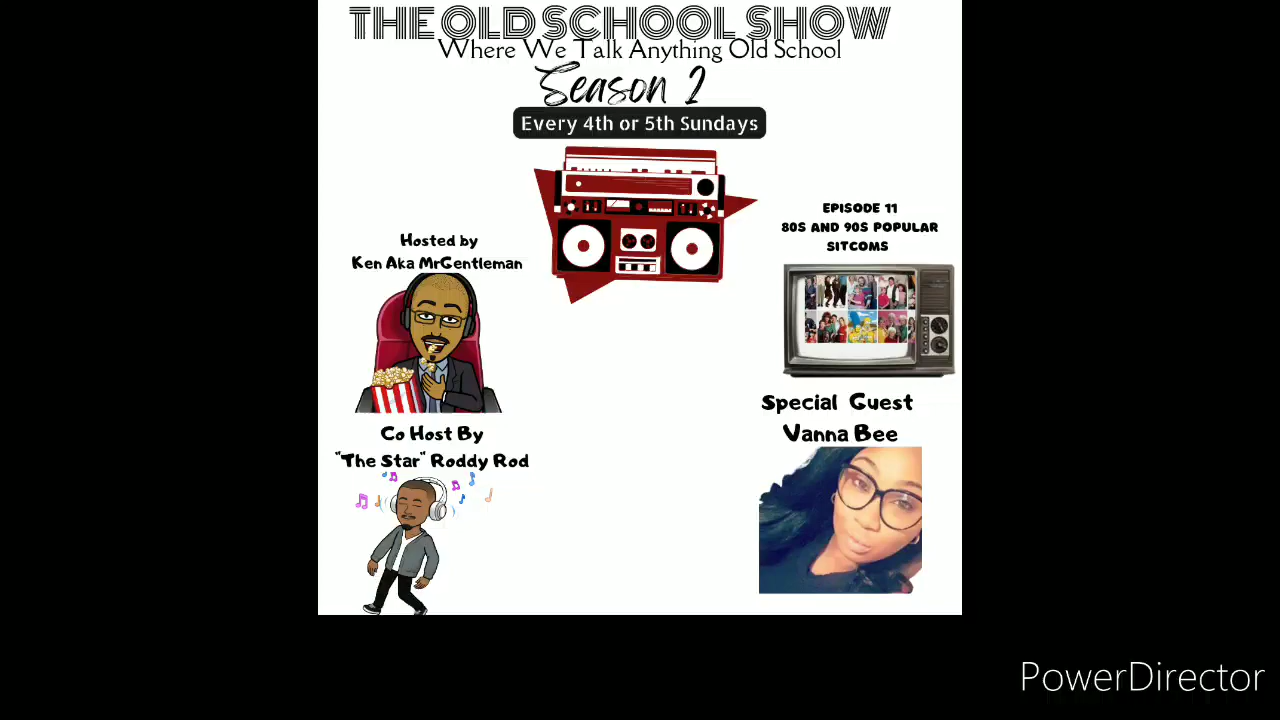 THE OLD SCHOOL SHOW
Where We Talk Anything Old School
Season 2
Every 4th or 5th Sundays
Hosted by
Ken Aka MrGentleman
Co Host By
"The Star" Roddy Rod
EPISODE 11
80S AND 90S POPULAR
SITCOMS
Special Guest
Vanna Bee
PowerDirector